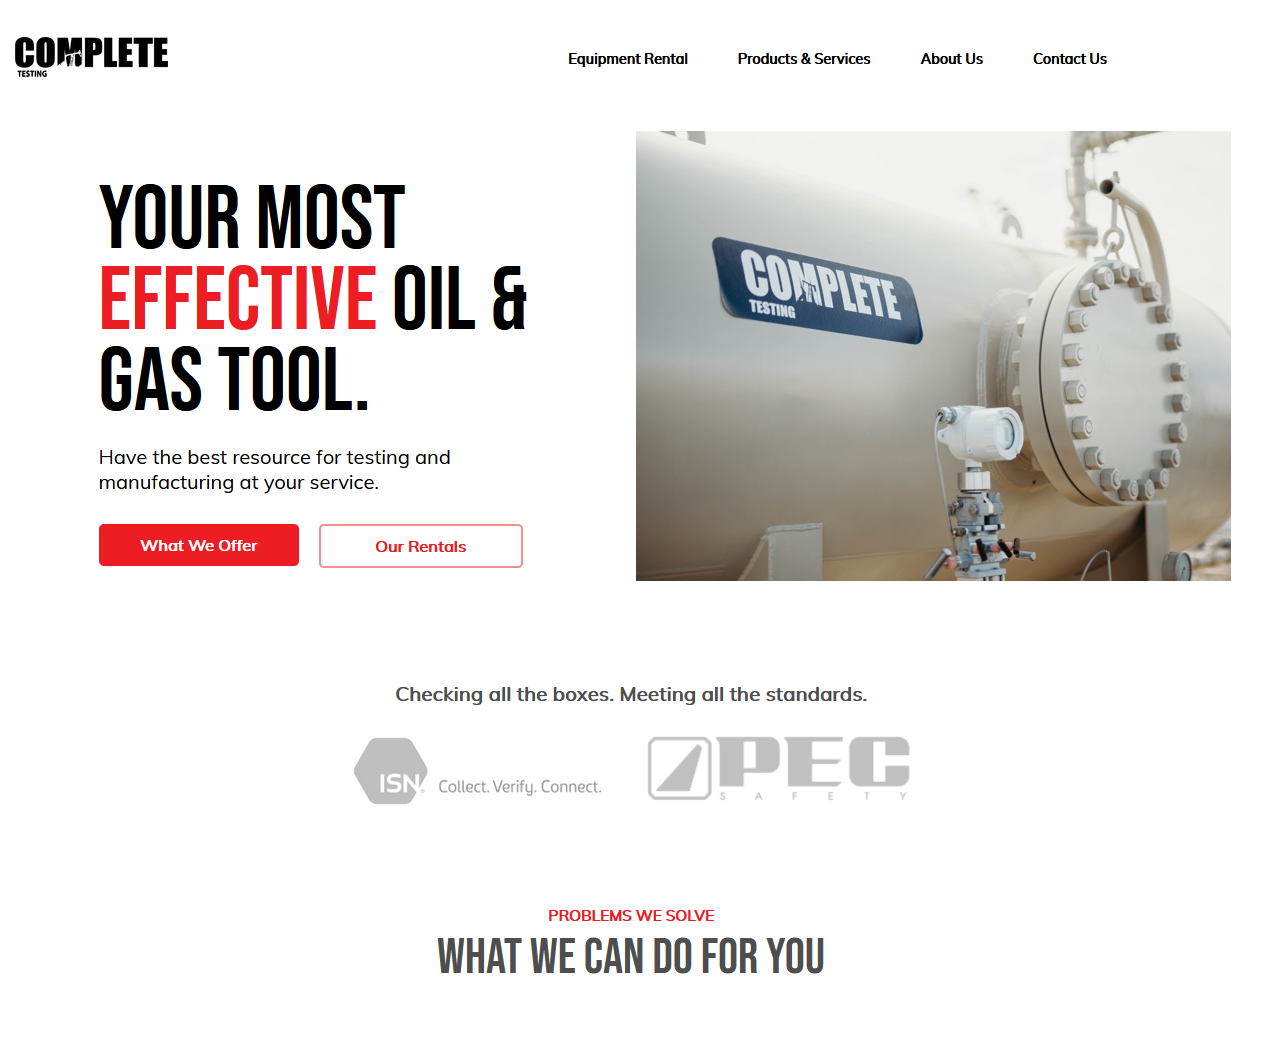 COMPLETE
TESTING
Equipment Rental
Products & Services
About Us
Contact Us
YOUR MOST
EFFECTIVE OIL &
GAS TOOL.
Have the best resource for testing and
manufacturing at your service.
What We Offer
Our Rentals
COMPLETE
TESTING
Checking all the boxes. Meeting all the standards.
ISN
Collect. Verify. Connect.
PEC
SAFETY
PROBLEMS WE SOLVE
WHAT WE CAN DO FOR YOU